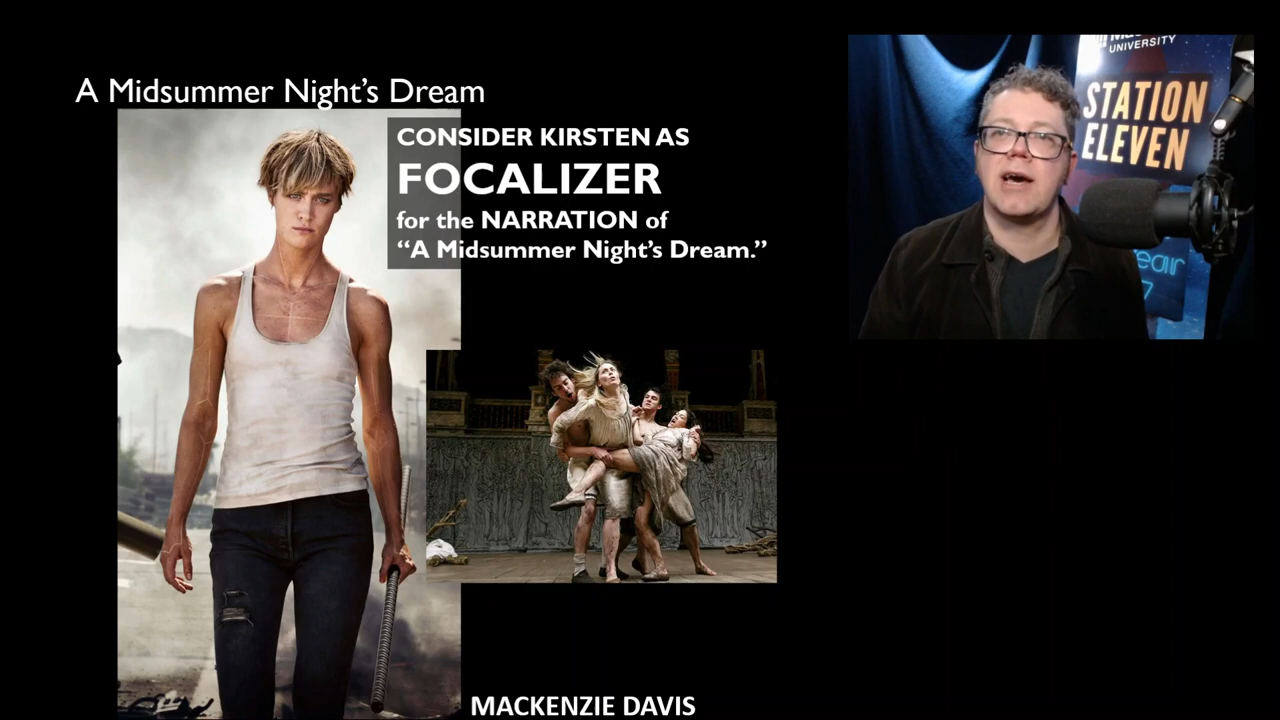 A Midsummer Night's Dream
CONSIDER KIRSTEN AS
FOCALIZER
for the NARRATION of
“A Midsummer Night's Dream.”
MACKENZIE DAVIS
UNIVERSITY
STATION
ELEVEN